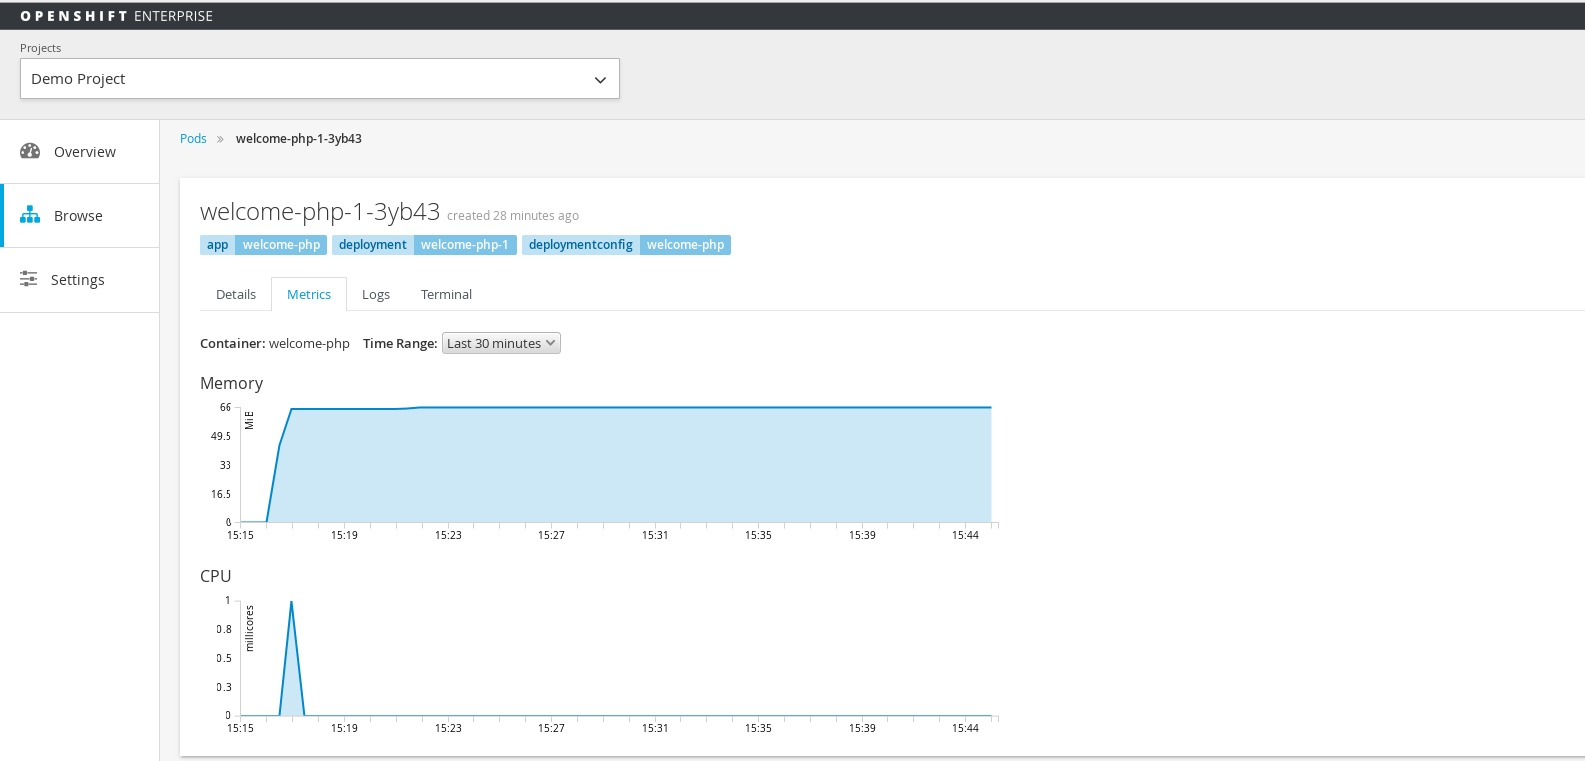 OPENSHIFT ENTERPRISE
Projects
Demo Project
Overview
Browse
Settings
Pods » welcome-php-1-3yb43
welcome-php-1-3yb43 created 28 minutes ago
app welcome-php deployment welcome-php-1 deploymentconfig welcome-php
Details Metrics Logs Terminal
Container: welcome-php Time Range: Last 30 minutes
Memory
MiB
66
49.5
33
16.5
0
15:15 15:19 15:23 15:27 15:31 15:35 15:39 15:44
CPU
millicores
1
0.8
0.5
0.3
0
15:15 15:19 15:23 15:27 15:31 15:35 15:39 15:44